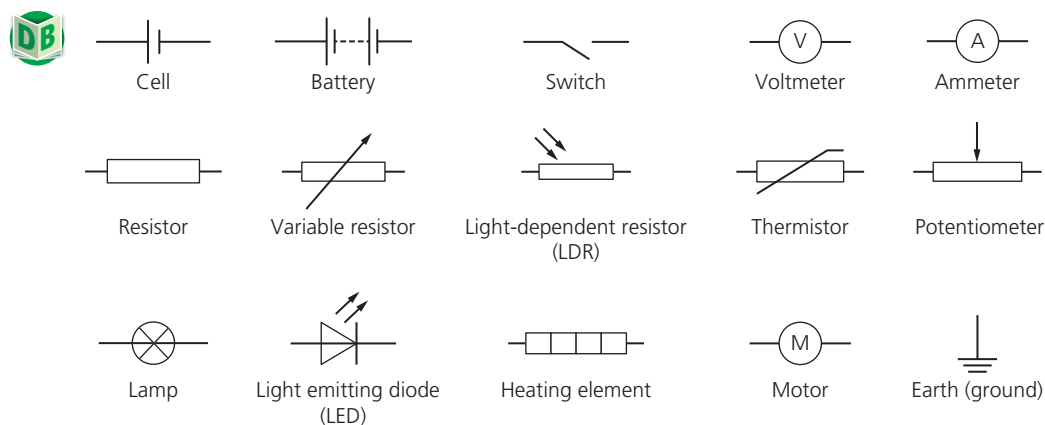 DB
Cell
Battery
Switch
V
Voltmeter
A
Ammeter
Resistor
Variable resistor
Light-dependent resistor
(LDR)
Thermistor
Potentiometer
Lamp
Light emitting diode
(LED)
Heating element
M
Motor
Earth (ground)